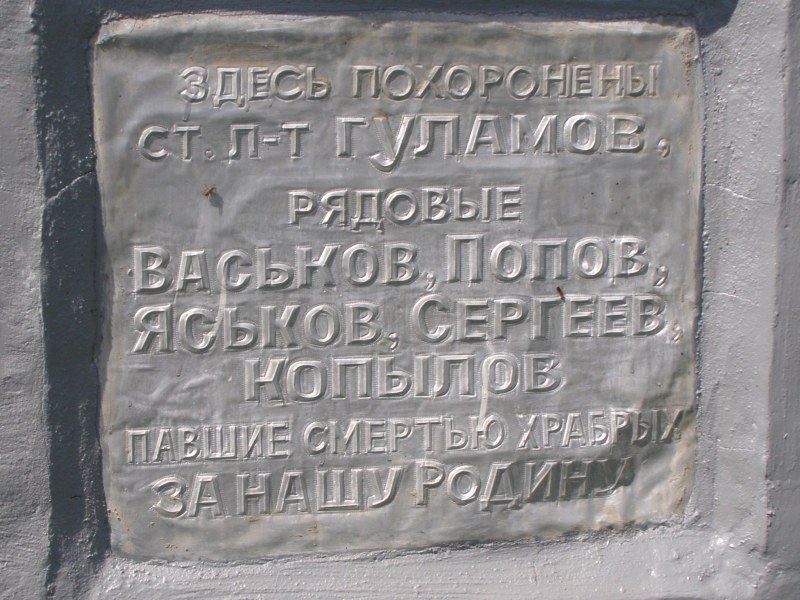 ЗДЕСЬ ПОХОРОНЕНЫ
СТ. Л-Т ГУЛАМОВ,
РЯДОВЫЕ
ВАСЬКОВ, ПОПОВ,
ЯСЬКОВ, СЕРГЕЕВ,
КОПЫЛОВ
ПАВШИЕ СМЕРТЬЮ ХРАБРЫХ
ЗА НАШУ РОДИНУ